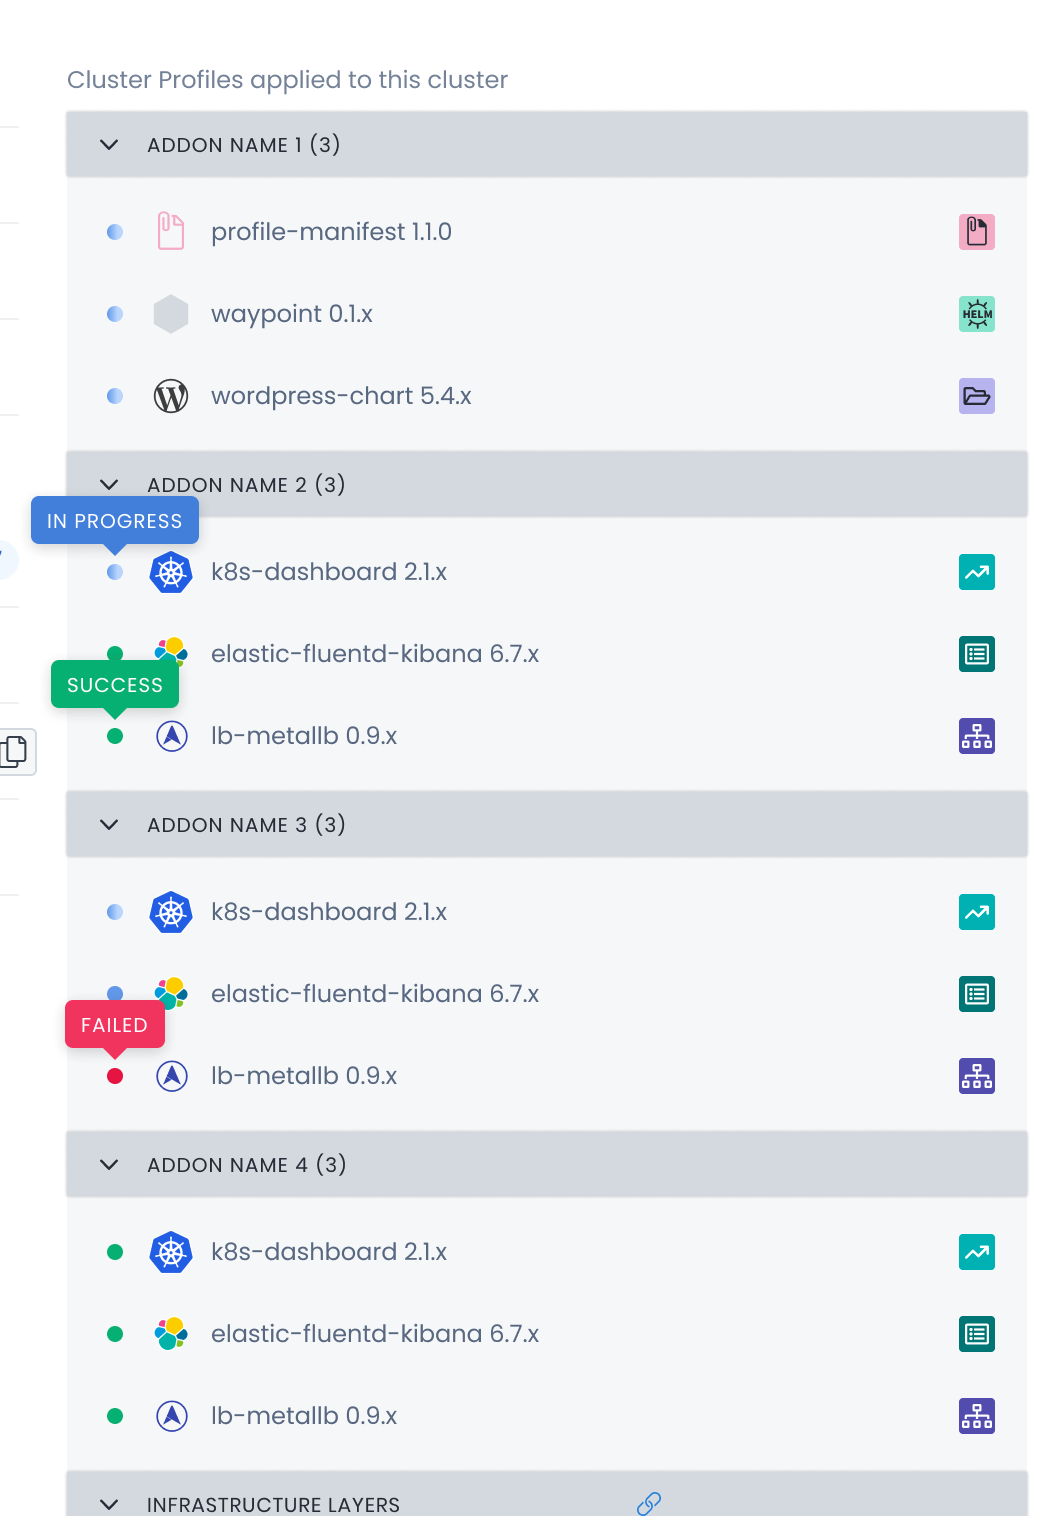 Cluster Profiles applied to this cluster
ADDON NAME 1 (3)
profile-manifest 1.1.0
waypoint 0.1.x
HELM
wordpress-chart 5.4.x
ADDON NAME 2 (3)
IN PROGRESS
k8s-dashboard 2.1.x
elastic-fluentd-kibana 6.7.x
SUCCESS
lb-metallb 0.9.x
ADDON NAME 3 (3)
k8s-dashboard 2.1.x
elastic-fluentd-kibana 6.7.x
FAILED
lb-metallb 0.9.x
ADDON NAME 4 (3)
k8s-dashboard 2.1.x
elastic-fluentd-kibana 6.7.x
lb-metallb 0.9.x
INFRASTRUCTURE LAYERS